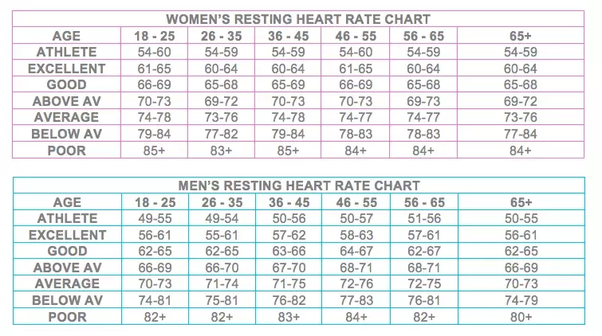 WOMEN'S RESTING HEART RATE CHART
AGE 18 - 25 26 - 35 36 - 45 46 - 55 56 - 65 65+
ATHLETE 54-60 54-59 54-59 54-60 54-59 54-59
EXCELLENT 61-65 60-64 60-64 61-65 60-64 60-64
GOOD 66-69 65-68 65-69 66-69 65-68 65-68
ABOVE AV 70-73 69-72 70-73 70-73 69-73 69-72
AVERAGE 74-78 73-76 74-78 74-77 74-77 73-76
BELOW AV 79-84 77-82 79-84 78-83 78-83 77-84
POOR 85+ 83+ 85+ 84+ 84+ 84+
MEN'S RESTING HEART RATE CHART
AGE 18 - 25 26 - 35 36 - 45 46 - 55 56 - 65 65+
ATHLETE 49-55 49-54 50-56 50-57 51-56 50-55
EXCELLENT 56-61 55-61 57-62 58-63 57-61 56-61
GOOD 62-65 62-65 63-66 64-67 62-67 62-65
ABOVE AV 66-69 66-70 67-70 68-71 68-71 66-69
AVERAGE 70-73 71-74 71-75 72-76 72-75 70-73
BELOW AV 74-81 75-81 76-82 77-83 76-81 74-79
POOR 82+ 82+ 83+ 84+ 82+ 80+